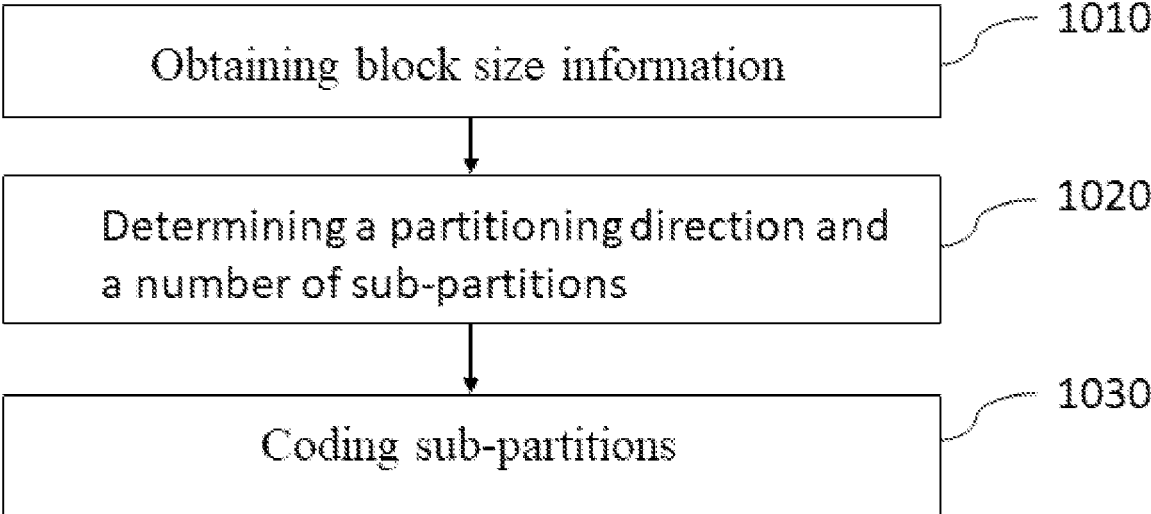 1010
Obtaining block size information
1020
Determining a partitioning direction and
a number of sub-partitions
1030
Coding sub-partitions